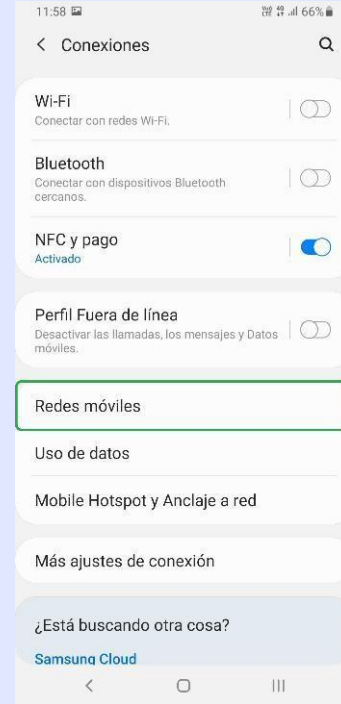 11:58 66%
Conexiones
Wi-Fi
Conectar con redes Wi-Fi.
Bluetooth
Conectar con dispositivos Bluetooth
cercanos.
NFC y pago
Activado
Perfil Fuera de línea
Desactivar las llamadas, los mensajes y Datos
móviles.
Redes móviles
Uso de datos
Mobile Hotspot y Anclaje a red
Más ajustes de conexión
¿Está buscando otra cosa?
Samsung Cloud